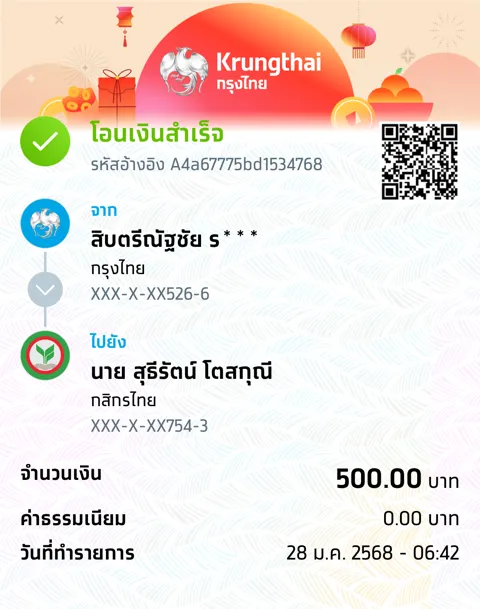 Krungthai
กรุงไทย
โอนเงินสำเร็จ
รหัสอ้างอิง A4a67775bd1534768
จาก
สิบตรีณัฐชัย ร***
กรุงไทย
XXX-X-XX526-6
ไปยัง
นาย สุธีรัตน์ โตสกุณี
กสิกรไทย
XXX-X-XX754-3
จำนวนเงิน 500.00 บาท
ค่าธรรมเนียม 0.00 บาท
วันที่ทำรายการ 28 ม.ค. 2568 - 06:42